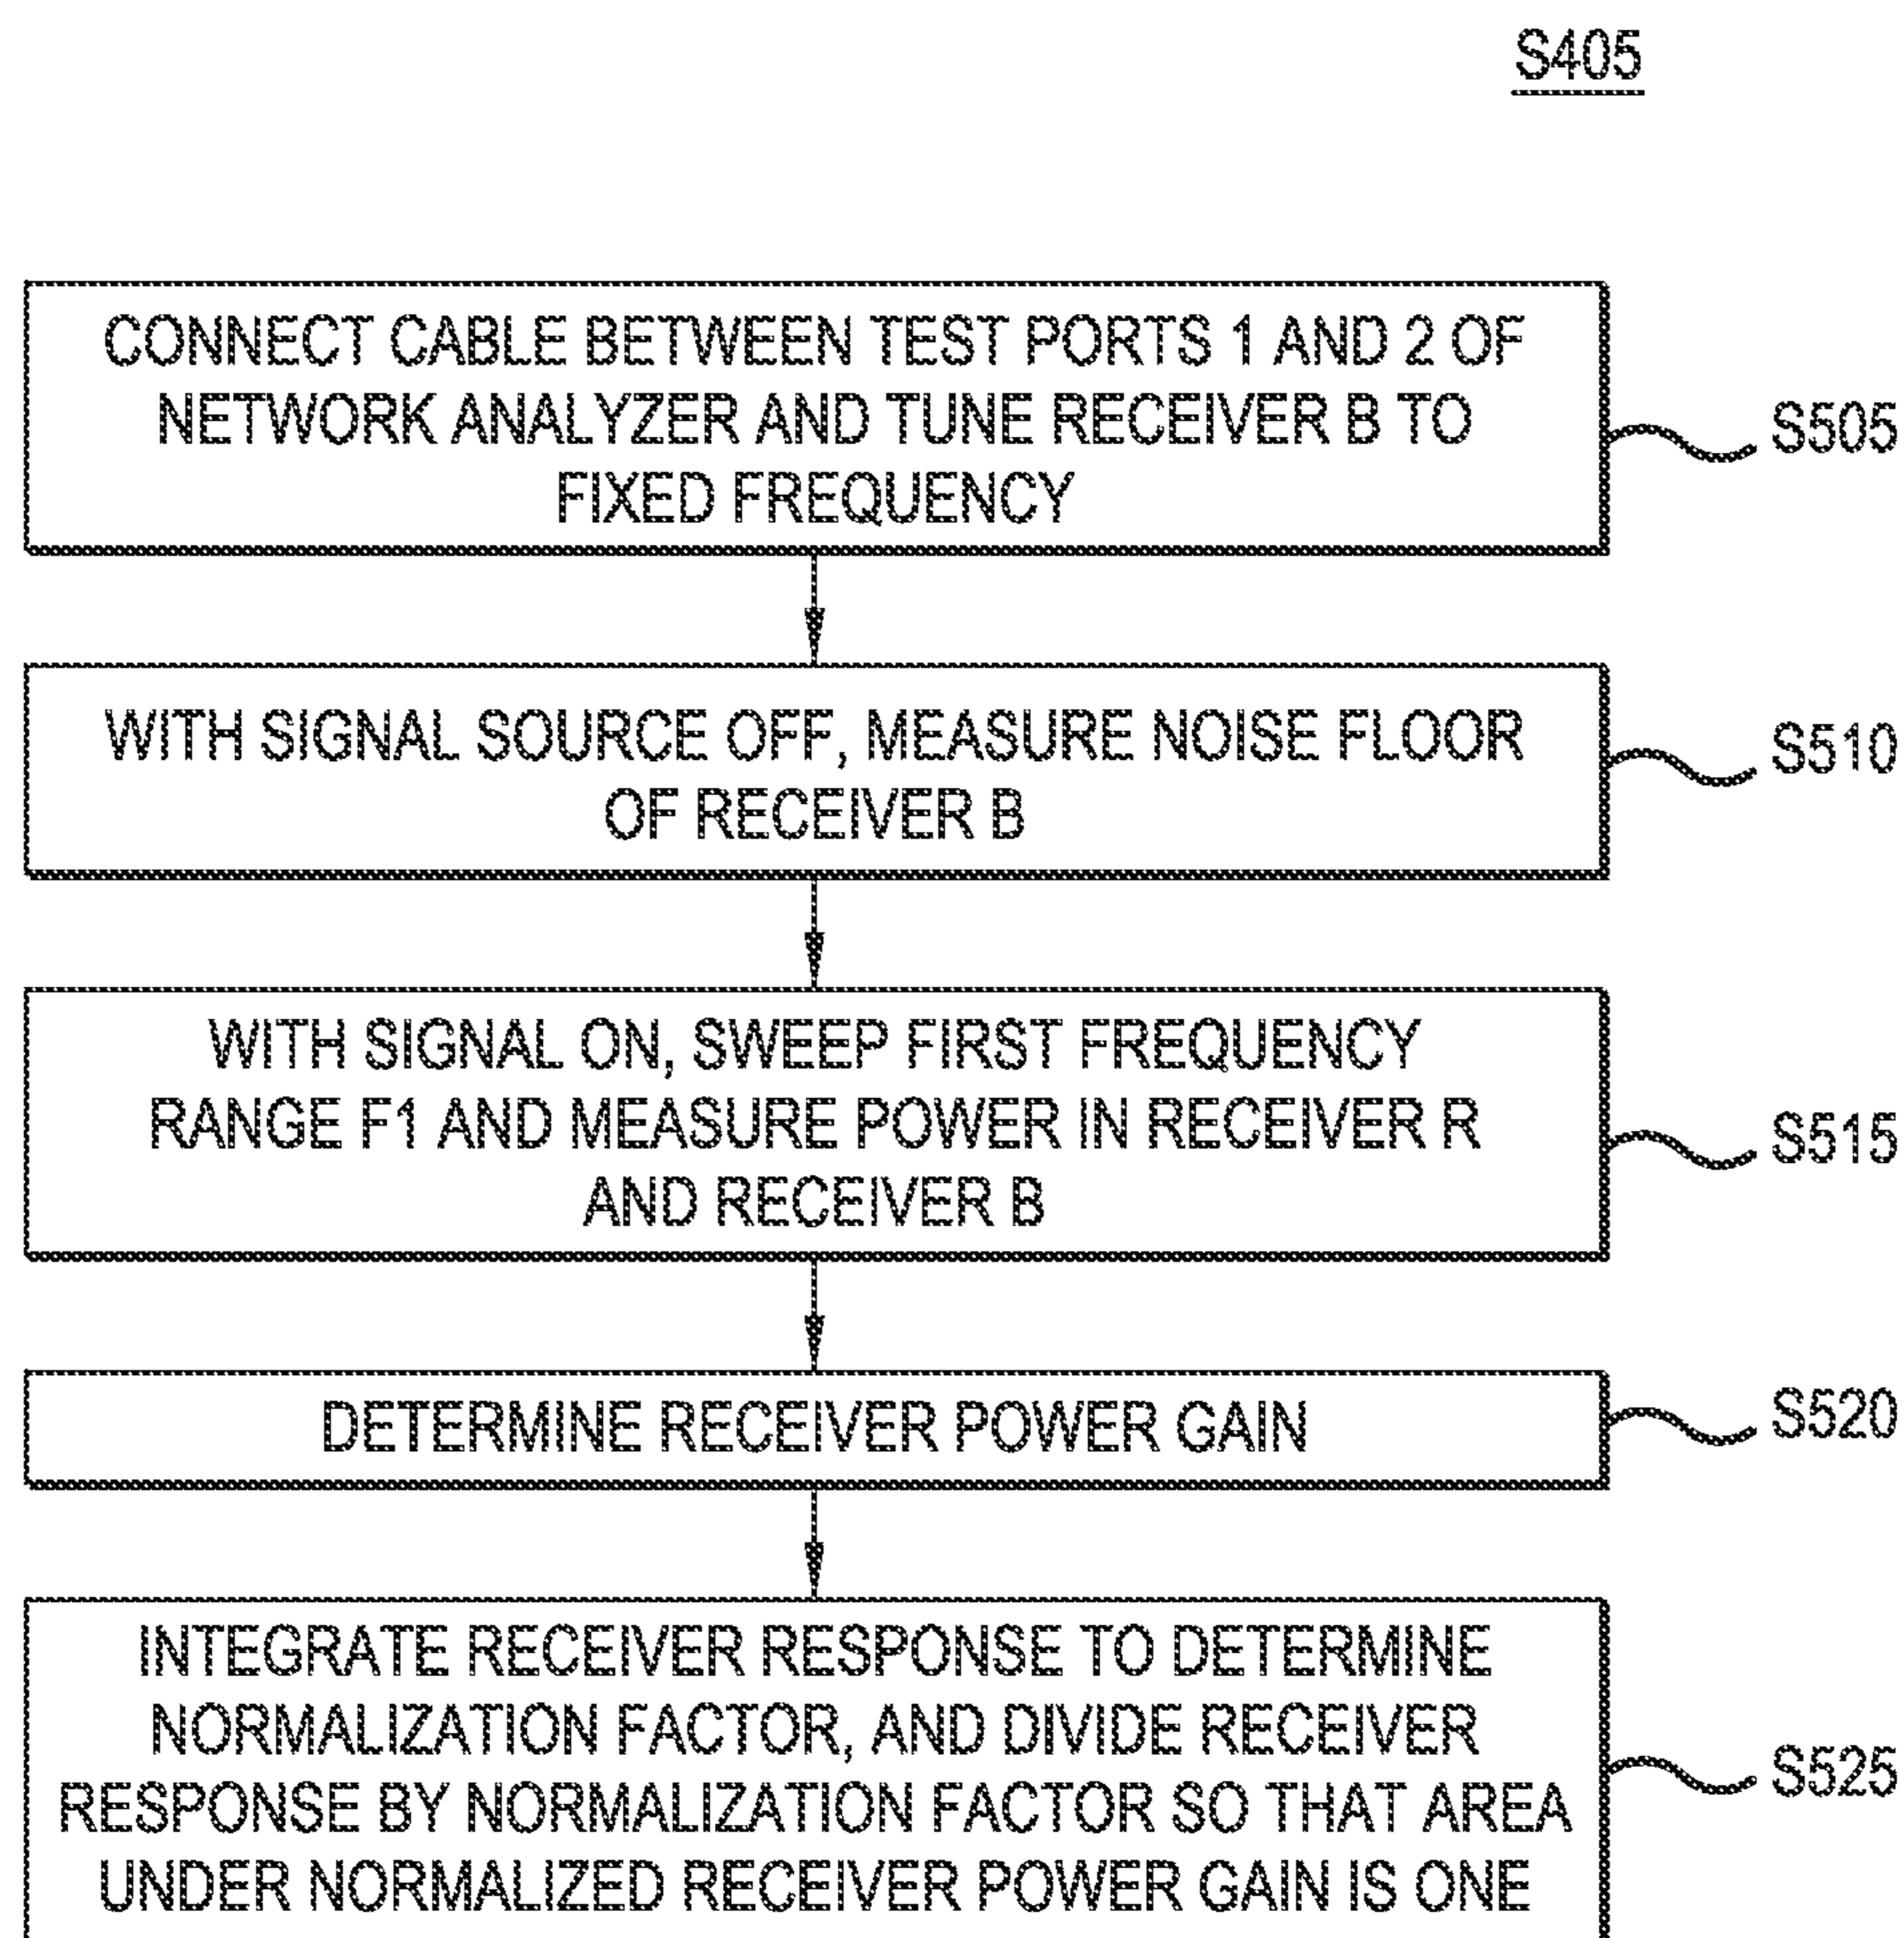 S405
CONNECT CABLE BETWEEN TEST PORTS 1 AND 2 OF
NETWORK ANALYZER AND TUNE RECEIVER B TO
FIXED FREQUENCY
S505
WITH SIGNAL SOURCE OFF, MEASURE NOISE FLOOR
OF RECEIVER B
S510
WITH SIGNAL ON, SWEEP FIRST FREQUENCY
RANGE F1 AND MEASURE POWER IN RECEIVER R
AND RECEIVER B
S515
DETERMINE RECEIVER POWER GAIN
S520
INTEGRATE RECEIVER RESPONSE TO DETERMINE
NORMALIZATION FACTOR, AND DIVIDE RECEIVER
RESPONSE BY NORMALIZATION FACTOR SO THAT AREA
UNDER NORMALIZED RECEIVER POWER GAIN IS ONE
S525